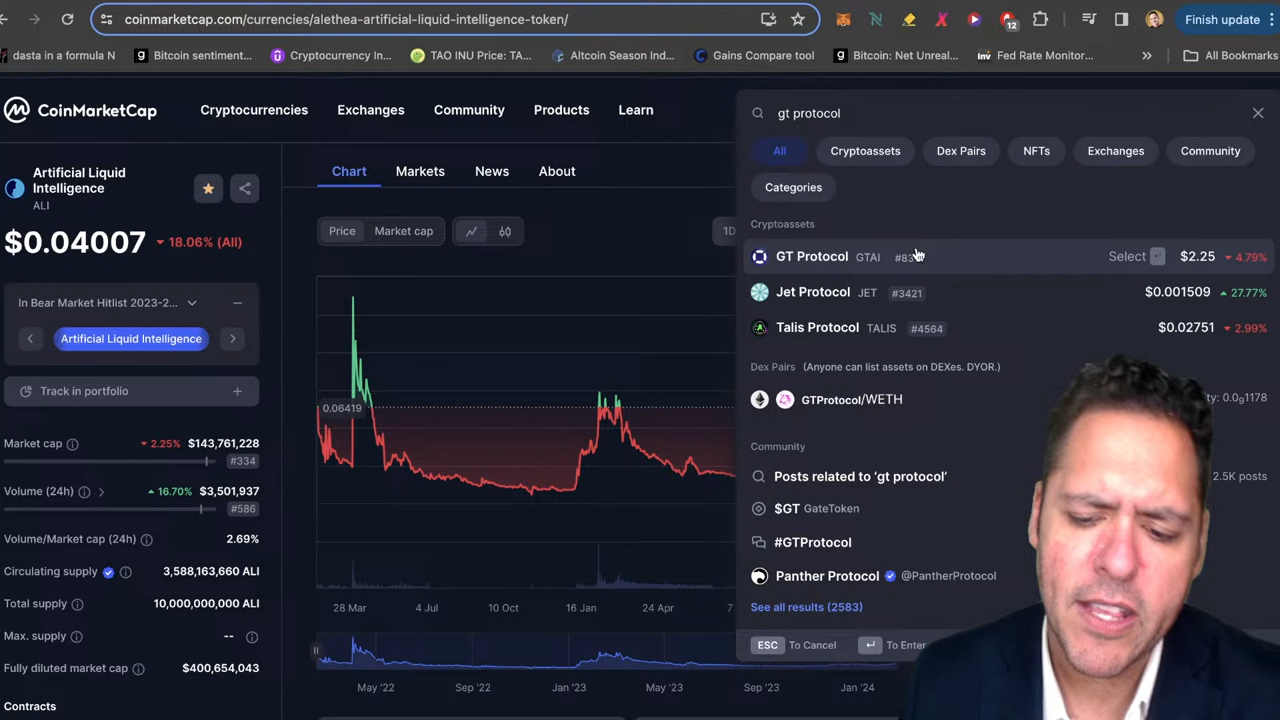 coinmarketcap.com/currencies/alethea-artificial-liquid-intelligence-token/
12
Finish update
dasta in a formula N
Bitcoin sentiment...
Cryptocurrency In...
TAO INU Price: TA...
Altcoin Season Ind...
Gains Compare tool
Bitcoin: Net Unreal...
Inv Fed Rate Monitor...
»
All Bookmarks
CoinMarketCap
Cryptocurrencies
Exchanges
Community
Products
Learn
Artificial Liquid
Intelligence
ALI
$0.04007
18.06% (All)
In Bear Market Hitlist 2023-2...
Artificial Liquid Intelligence
Track in portfolio
Market cap
2.25% $143,761,228
#334
Volume (24h)
16.70% $3,501,937
#586
Volume/Market cap (24h)
2.69%
Circulating supply
3,588,163,660 ALI
Total supply
10,000,000,000 ALI
Max. supply
--
Fully diluted market cap
$400,654,043
Contracts
Chart
Markets
News
About
Price
Market cap
1D
0.06419
28 Mar
4 Jul
10 Oct
16 Jan
24 Apr
7
May '22
Sep '22
Jan '23
May '23
Sep '23
Jan '24
gt protocol
All
Cryptoassets
Dex Pairs
NFTs
Exchanges
Community
Categories
Cryptoassets
GT Protocol GTAI Select $2.25 4.79%
Jet Protocol JET #3421 $0.001509 27.77%
Talis Protocol TALIS #4564 $0.02751 2.99%
Dex Pairs (Anyone can list assets on DEXes. DYOR.)
GTProtocol/WETH
0.0₉1178
Community
Posts related to ‘gt protocol’
2.5K posts
$GT GateToken
#GTProtocol
Panther Protocol @PantherProtocol
See all results (2583)
ESC To Cancel
To Enter